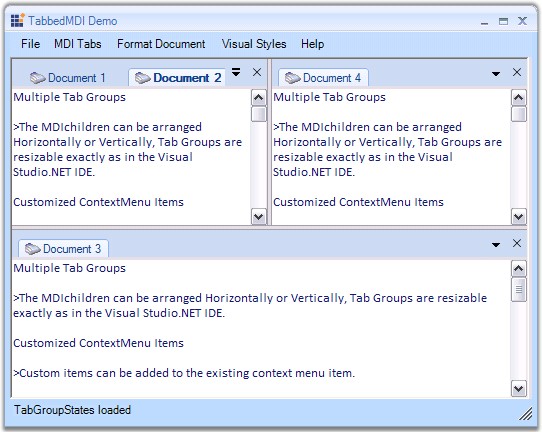 TabbedMDI Demo
File MDI Tabs Format Document Visual Styles Help
Document 1 Document 2
Multiple Tab Groups
>The MDIchildren can be arranged
Horizontally or Vertically, Tab Groups are
resizable exactly as in the Visual
Studio.NET IDE.
Customized ContextMenu Items
Document 4
Multiple Tab Groups
>The MDIchildren can be arranged
Horizontally or Vertically, Tab Groups are
resizable exactly as in the Visual
Studio.NET IDE.
Customized ContextMenu Items
Document 3
Multiple Tab Groups
>The MDIchildren can be arranged Horizontally or Vertically, Tab Groups are resizable
exactly as in the Visual Studio.NET IDE.
Customized ContextMenu Items
>Custom items can be added to the existing context menu item.
TabGroupStates loaded